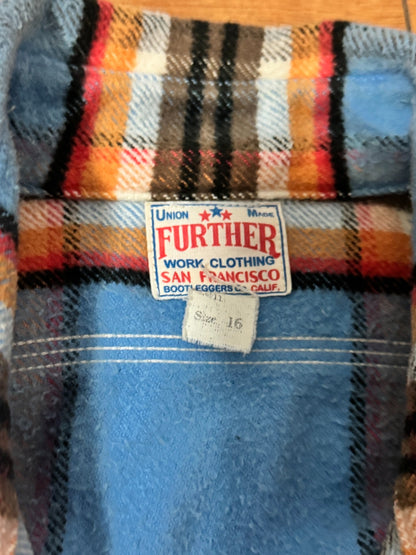 Union Made
FURTHER
WORK CLOTHING
SAN FRANCISCO
BOOTLEGGERS Co. CALIF.
Size 16